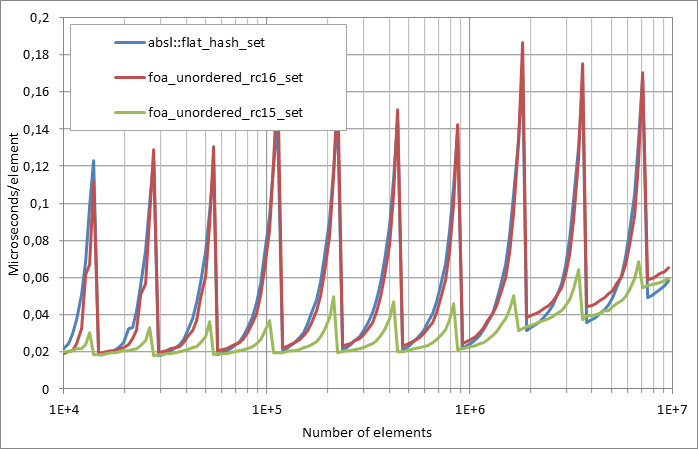 0,2
0,18
0,16
0,14
0,12
0,1
0,08
0,06
0,04
0,02
0
Microseconds/element
absl::flat_hash_set
foa_unordered_rc16_set
foa_unordered_rc15_set
1E+4
1E+5
1E+6
1E+7
Number of elements